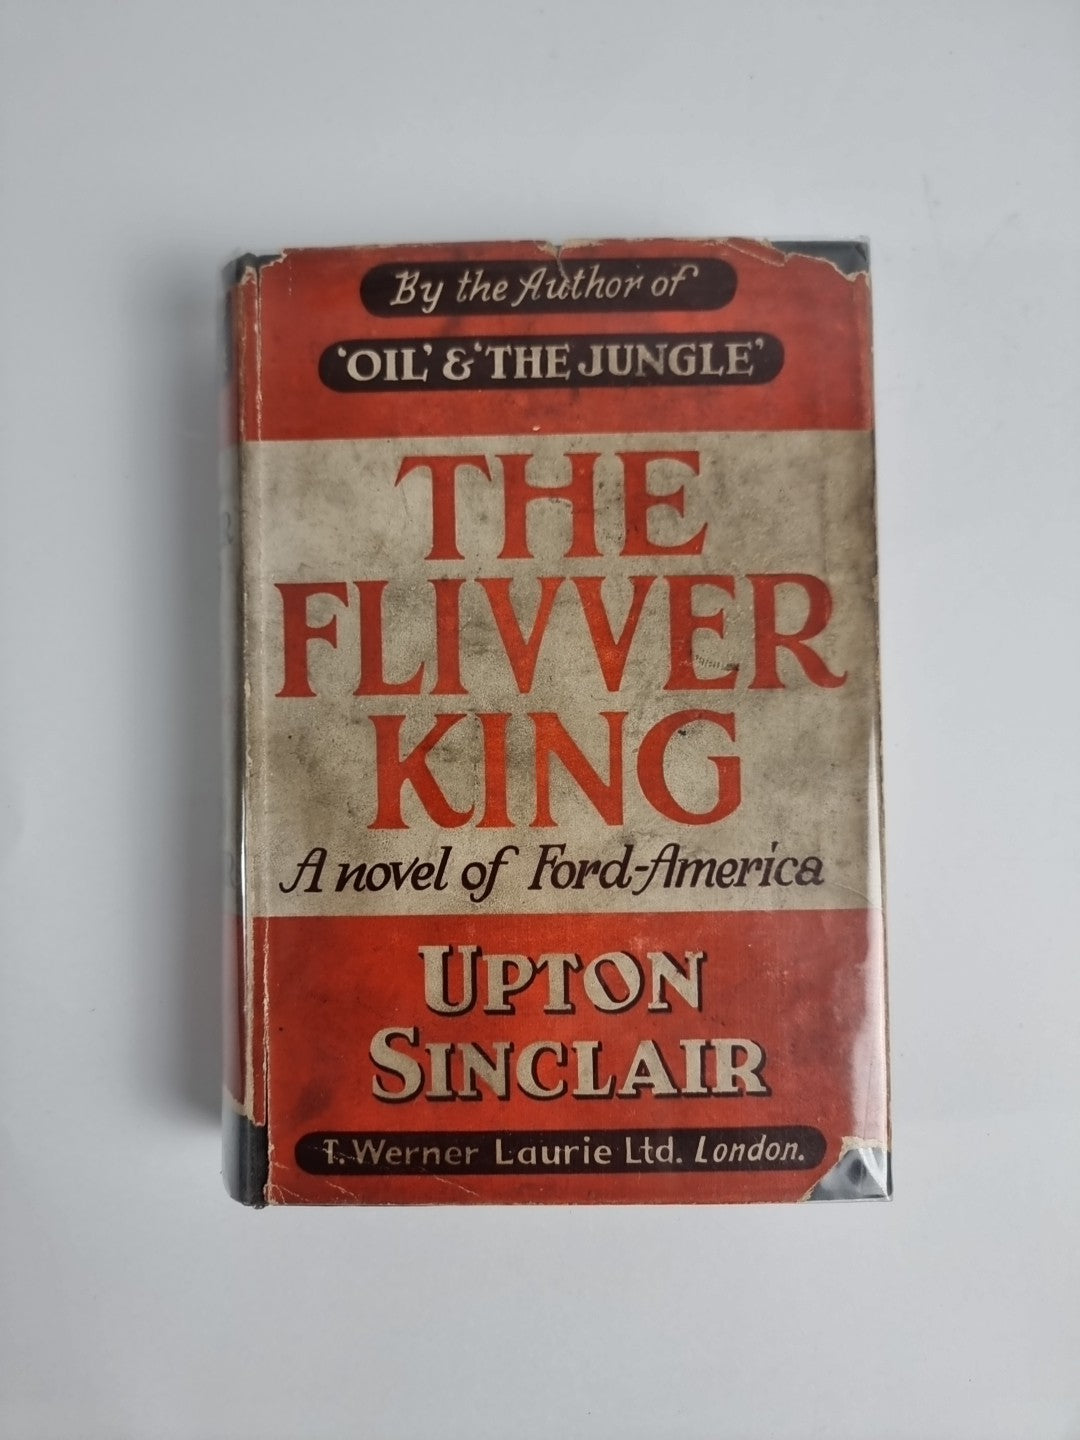 By the Author of
'OIL' & 'THE JUNGLE'
THE
FLIVVER
KING
A novel of Ford-America
UPTON
SINCLAIR
T. Werner Laurie Ltd. London.